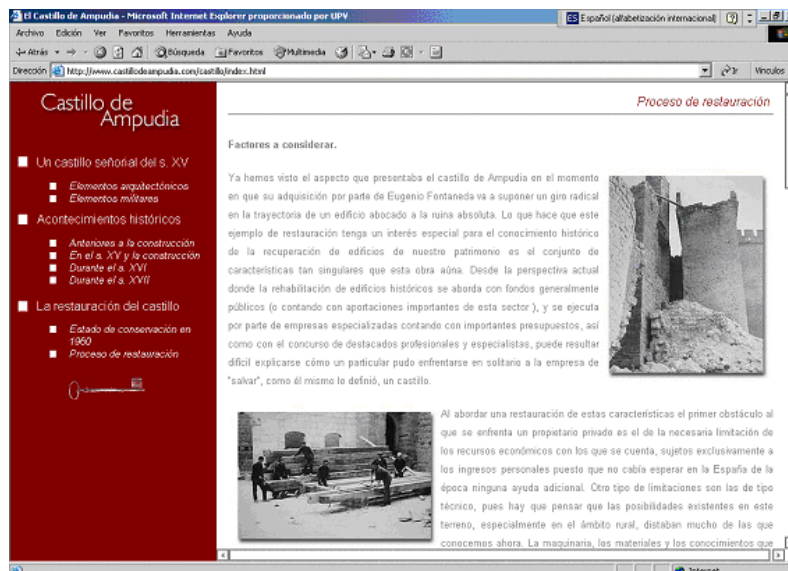 El Castillo de Ampudia - Microsoft Internet Explorer proporcionado por UPV
ES Español (alfabetización internacional)
Archivo Edición Ver Favoritos Herramientas Ayuda
Atrás Búsqueda Favoritos Multimedia
Dirección http://www.castillodeampudia.com/castillo/index.html Ir Vínculos
Castillo de
Ampudia
Un castillo señorial del s. XV
Elementos arquitectónicos
Elementos militares
Acontecimientos históricos
Anteriores a la construcción
En el s. XV y la construcción
Durante el s. XVI
Durante el s. XVII
La restauración del castillo
Estado de conservación en
1960
Proceso de restauración
Proceso de restauración
Factores a considerar.
Ya hemos visto el aspecto que presentaba el castillo de Ampudia en el momento
en que su adquisición por parte de Eugenio Fontaneda va a suponer un giro radical
en la trayectoria de un edificio abocado a la ruina absoluta. Lo que hace que este
ejemplo de restauración tenga un interés especial para el conocimiento histórico
de la recuperación de edificios de nuestro patrimonio es el conjunto de
características tan singulares que esta obra aúna. Desde la perspectiva actual
donde la rehabilitación de edificios históricos se aborda con fondos generalmente
públicos (o contando con aportaciones importantes de esta sector ), y se ejecuta
por parte de empresas especializadas contando con importantes presupuestos, así
como con el concurso de destacados profesionales y especialistas, puede resultar
difícil explicarse cómo un particular pudo enfrentarse en solitario a la empresa de
"salvar", como él mismo lo definió, un castillo.
Al abordar una restauración de estas características el primer obstáculo al
que se enfrenta un propietario privado es el de la necesaria limitación de
los recursos económicos con los que se cuenta, sujetos exclusivamente a
los ingresos personales puesto que no cabía esperar en la España de la
época ninguna ayuda adicional. Otro tipo de limitaciones son las de tipo
técnico, pues hay que pensar que las posibilidades existentes en este
terreno, especialmente en el ámbito rural, distaban mucho de las que
conocemos ahora. La maquinaria, los materiales y los conocimientos que
Internet